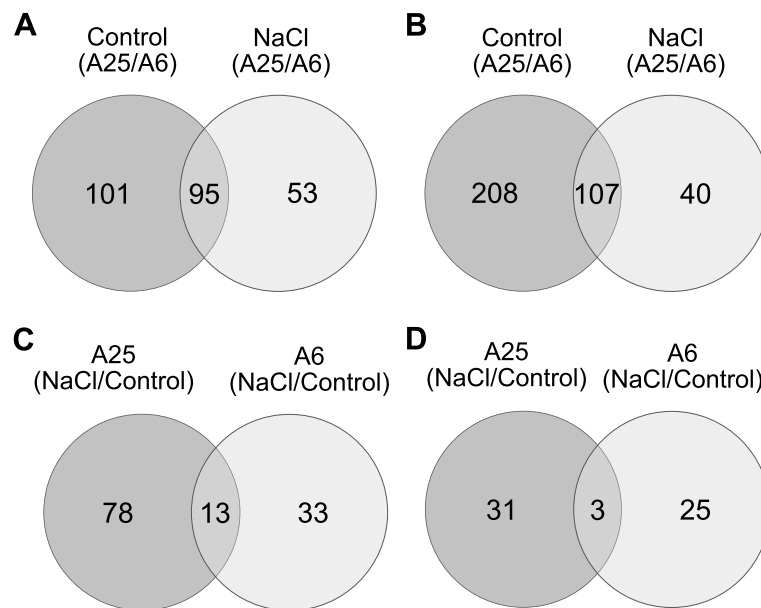 A
Control
(A25/A6)
NaCl
(A25/A6)
101
95
53
B
Control
(A25/A6)
NaCl
(A25/A6)
208
107
40
C
A25
(NaCl/Control)
A6
(NaCl/Control)
78
13
33
D
A25
(NaCl/Control)
A6
(NaCl/Control)
31
3
25